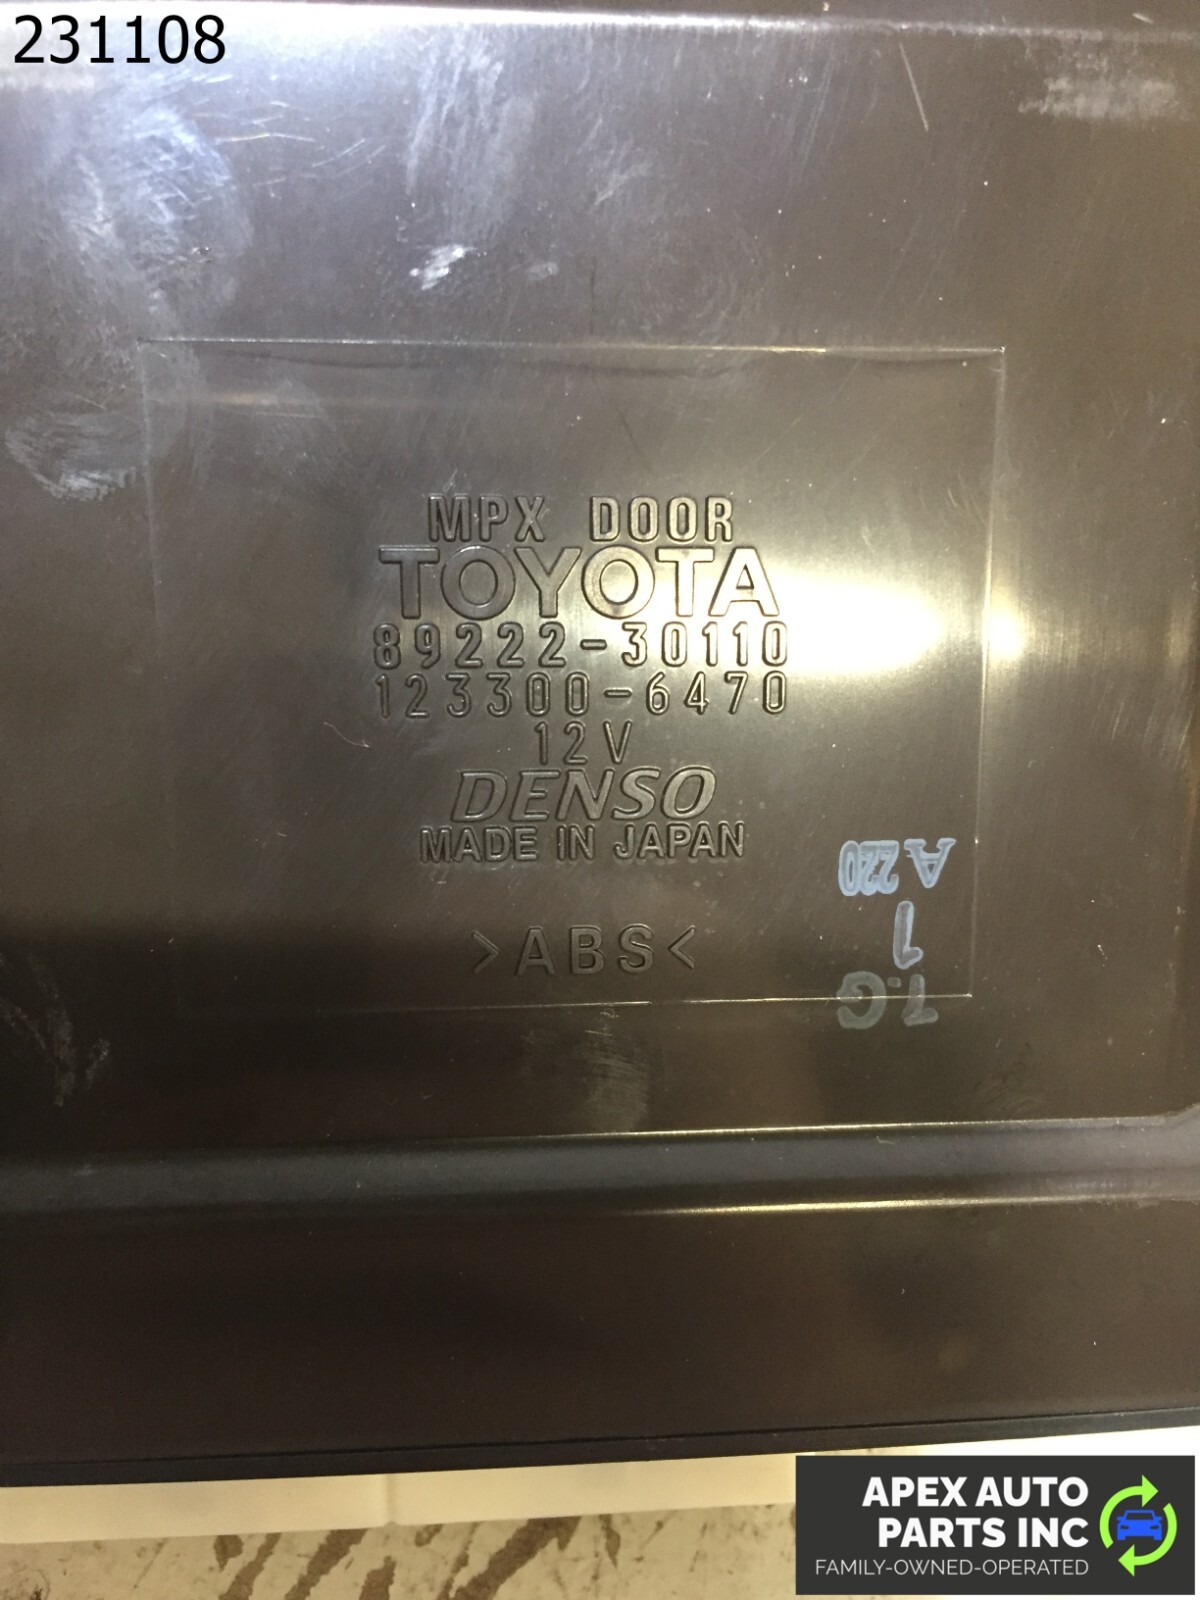 231108
MPX DOOR
TOYOTA
89222-30110
123300-6470
12V
DENSO
MADE IN JAPAN
A 220
1
T.G
>ABS<
APEX AUTO
PARTS INC
FAMILY-OWNED-OPERATED